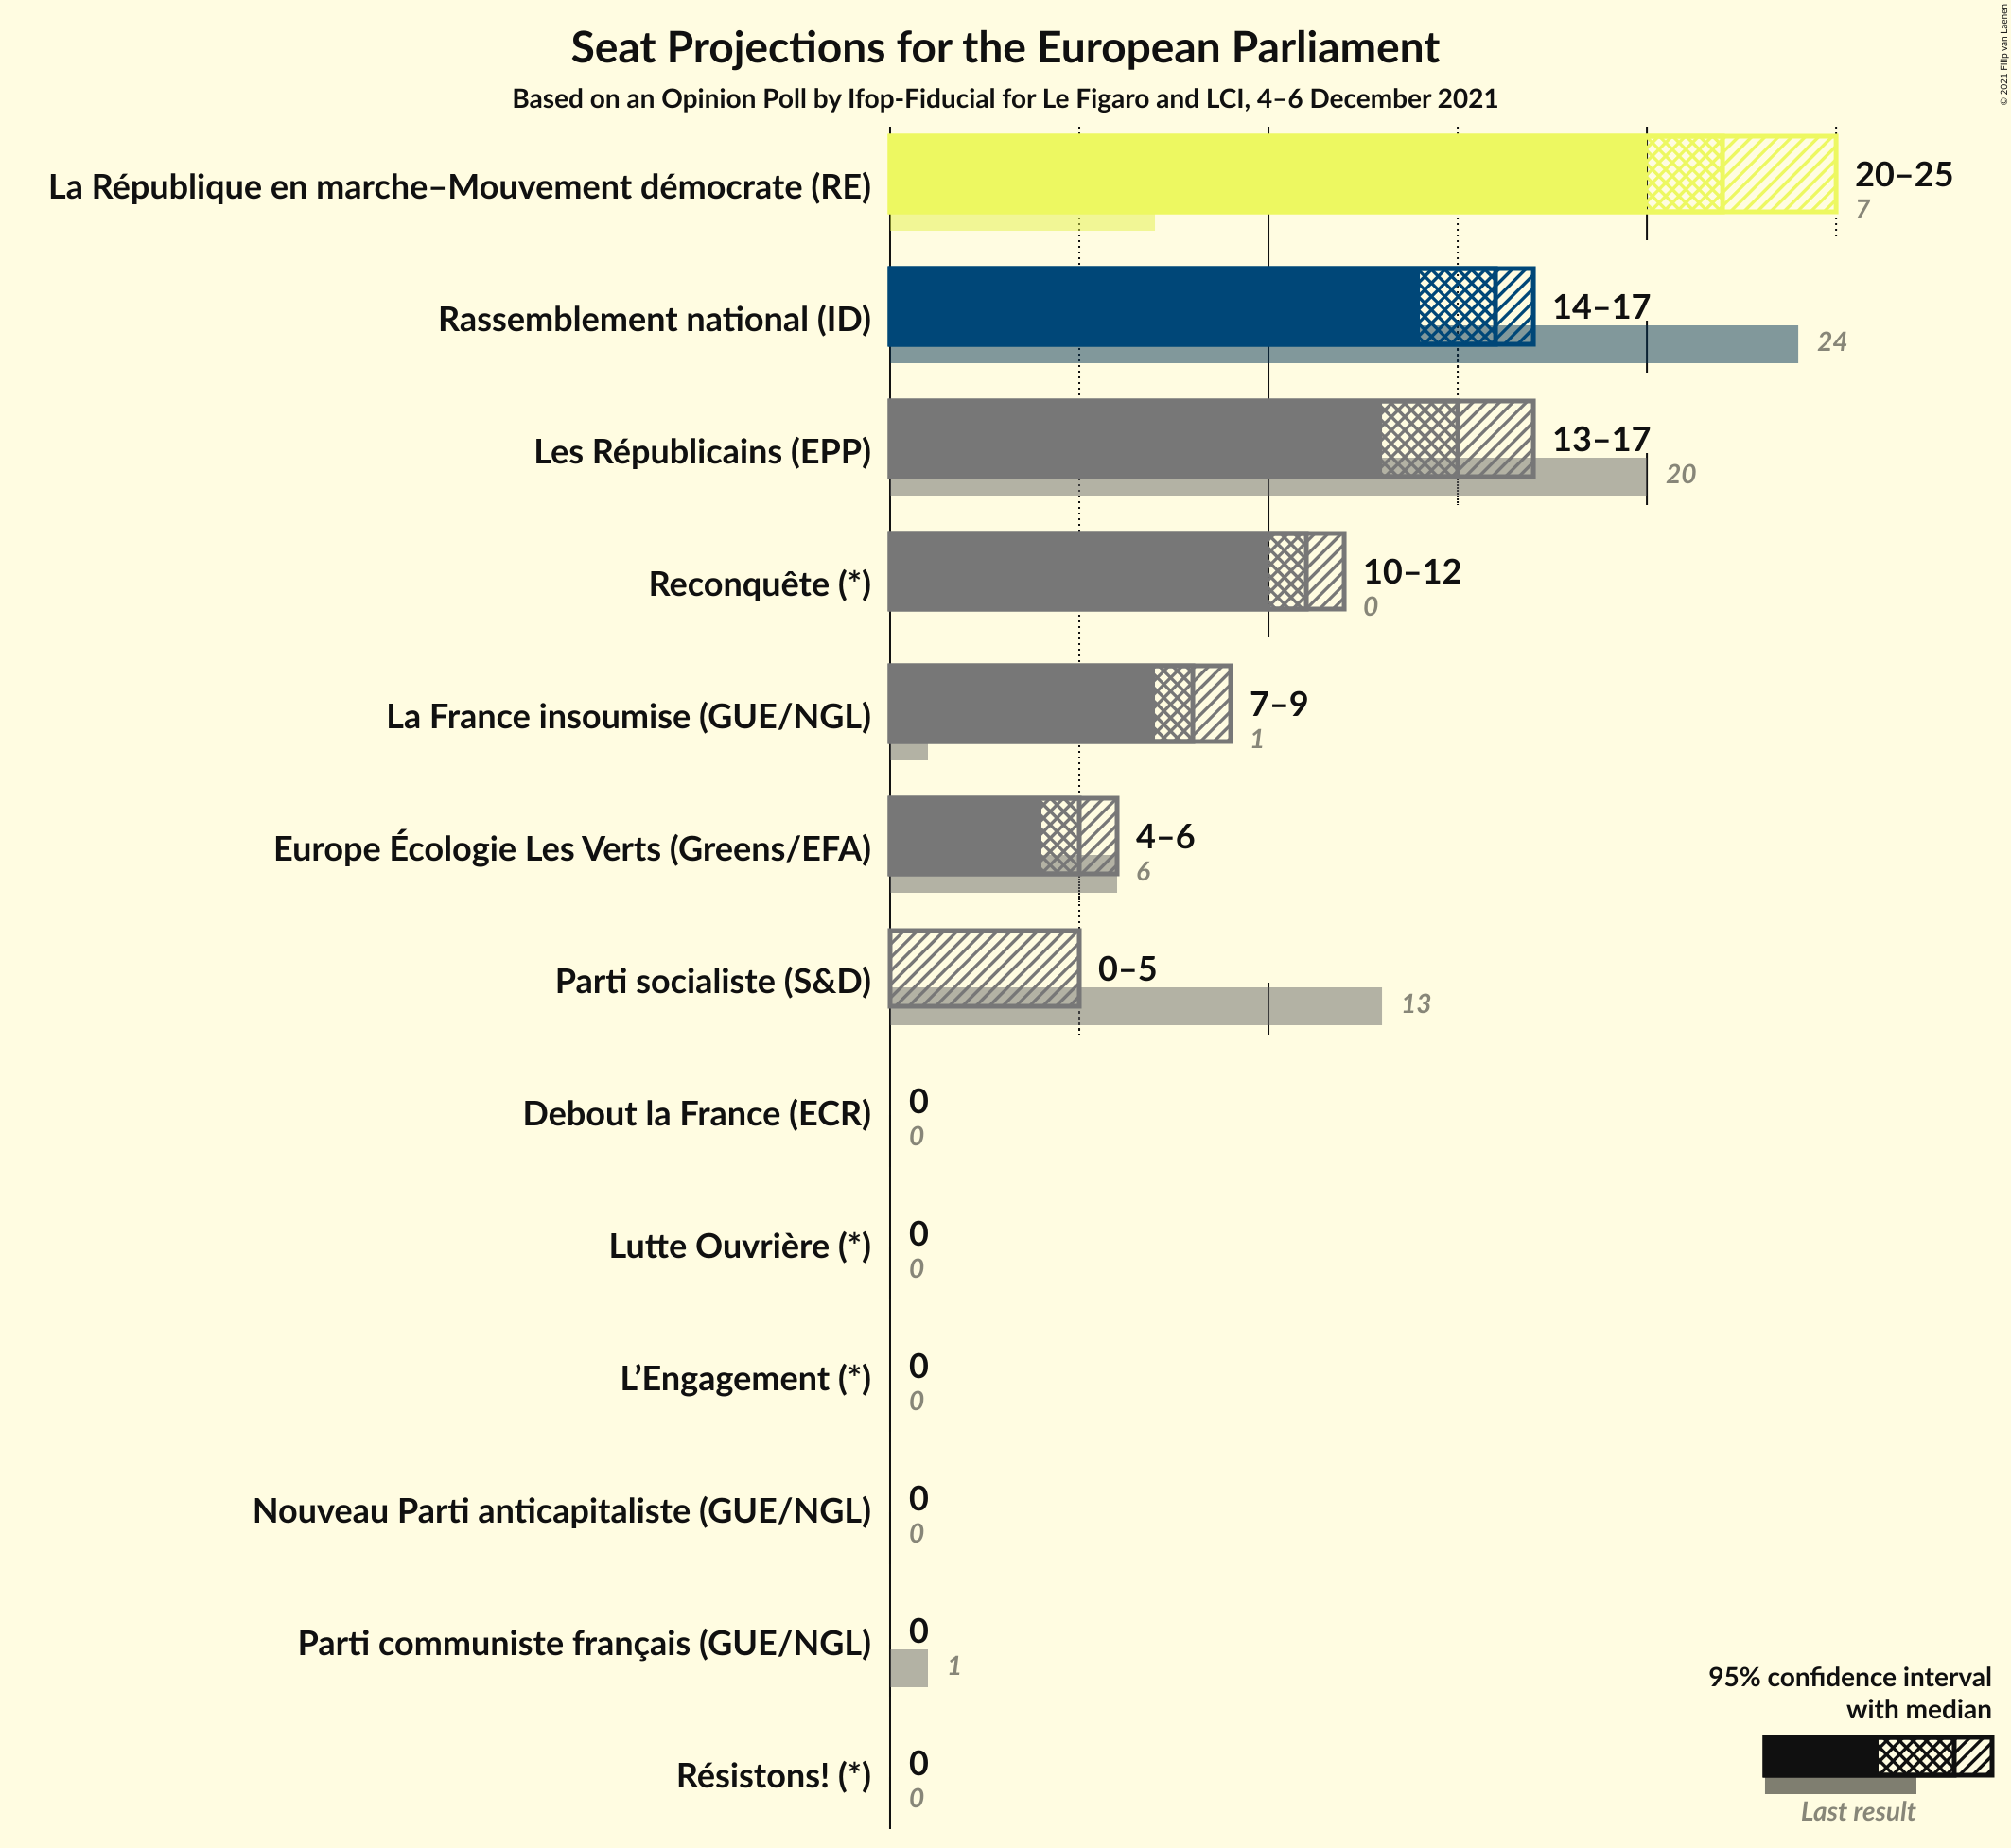 Seat Projections for the European Parliament
Based on an Opinion Poll by Ifop-Fiducial for Le Figaro and LCI, 4–6 December 2021
© 2021 Filip van Laenen
La République en marche–Mouvement démocrate (RE)
20–25
7
Rassemblement national (ID)
14–17
24
Les Républicains (EPP)
13–17
20
Reconquête (*)
10–12
0
La France insoumise (GUE/NGL)
7–9
1
Europe Écologie Les Verts (Greens/EFA)
4–6
6
Parti socialiste (S&D)
0–5
13
Debout la France (ECR)
0
0
Lutte Ouvrière (*)
0
0
L’Engagement (*)
0
0
Nouveau Parti anticapitaliste (GUE/NGL)
0
0
Parti communiste français (GUE/NGL)
0
1
Résistons! (*)
0
0
95% confidence interval
with median
Last result